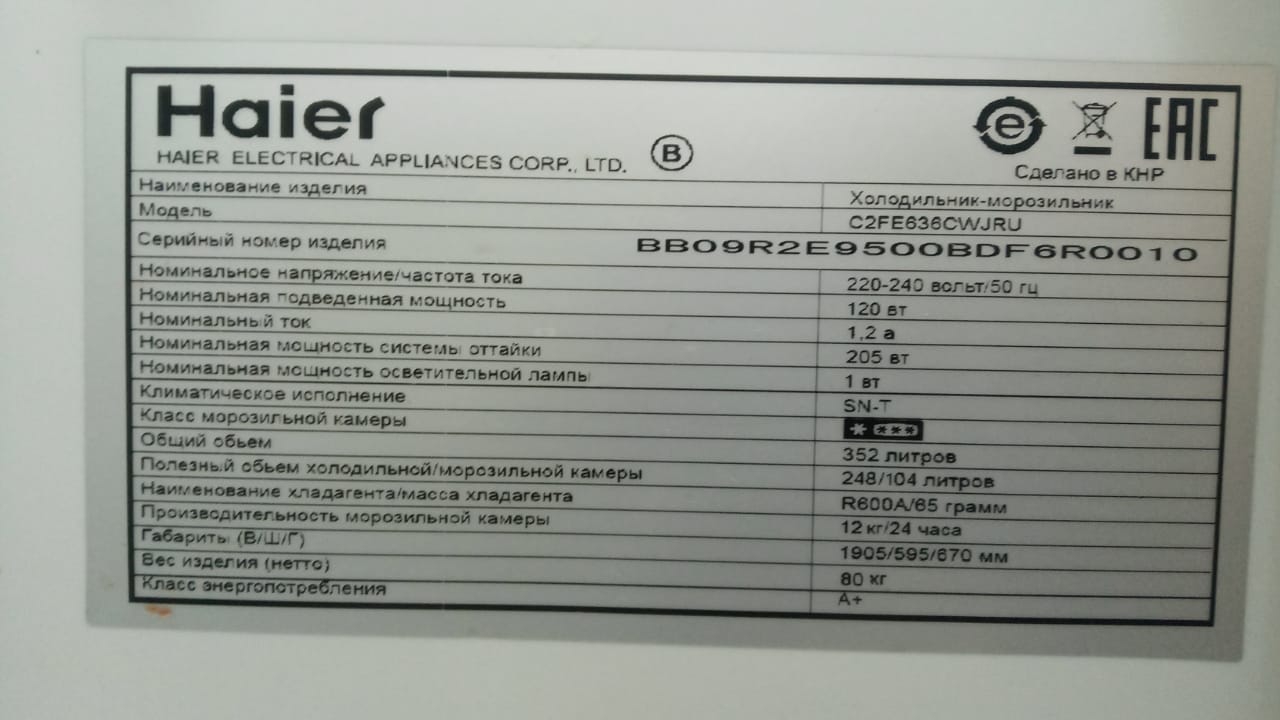 Haier
HAIER ELECTRICAL APPLIANCES CORP., LTD. B
e EAC
Сделано в КНР
Наименование изделия Холодильник-морозильник
Модель C2FE636CWJRU
Серийный номер изделия BB09R2E9500BDF6R0010
Номинальное напряжение/частота тока 220-240 вольт/50 гц
Номинальная подведенная мощность 120 вт
Номинальный ток 1,2 а
Номинальная мощность системы оттайки 205 вт
Номинальная мощность осветительной лампы 1 вт
Климатическое исполнение SN-T
Класс морозильной камеры * ***
Общий обьем 352 литров
Полезный обьем холодильной/морозильной камеры 248/104 литров
Наименование хладагента/масса хладагента R600A/65 грамм
Производительность морозильной камеры 12 кг/24 часа
Габариты (В/Ш/Г) 1905/595/670 мм
Вес изделия (нетто) 80 кг
Класс энергопотребления A+